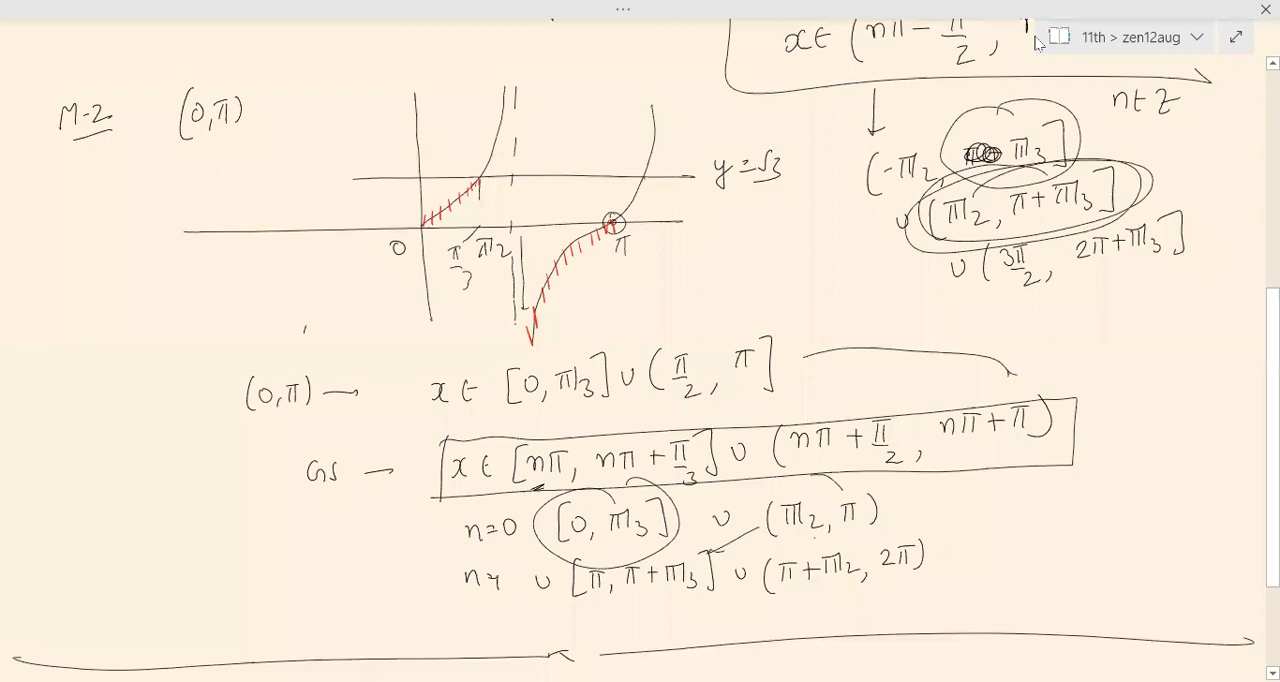 x ∈ (nπ - π/2,
11th > zen12aug
n ∈ Z
M-2 (0,π)
y = √3
(-π/2, π/3]
∪ (π/2, π+π/3]
∪ (3π/2, 2π+π/3]
0 π/3 π/2 π
(0,π) — x ∈ [0, π/3] ∪ (π/2, π]
GS — x ∈ [nπ, nπ + π/3] ∪ (nπ + π/2, nπ + π)
n=0 [0, π/3] ∪ (π/2, π)
∪ [π, π+π/3] ∪ (π+π/2, 2π)